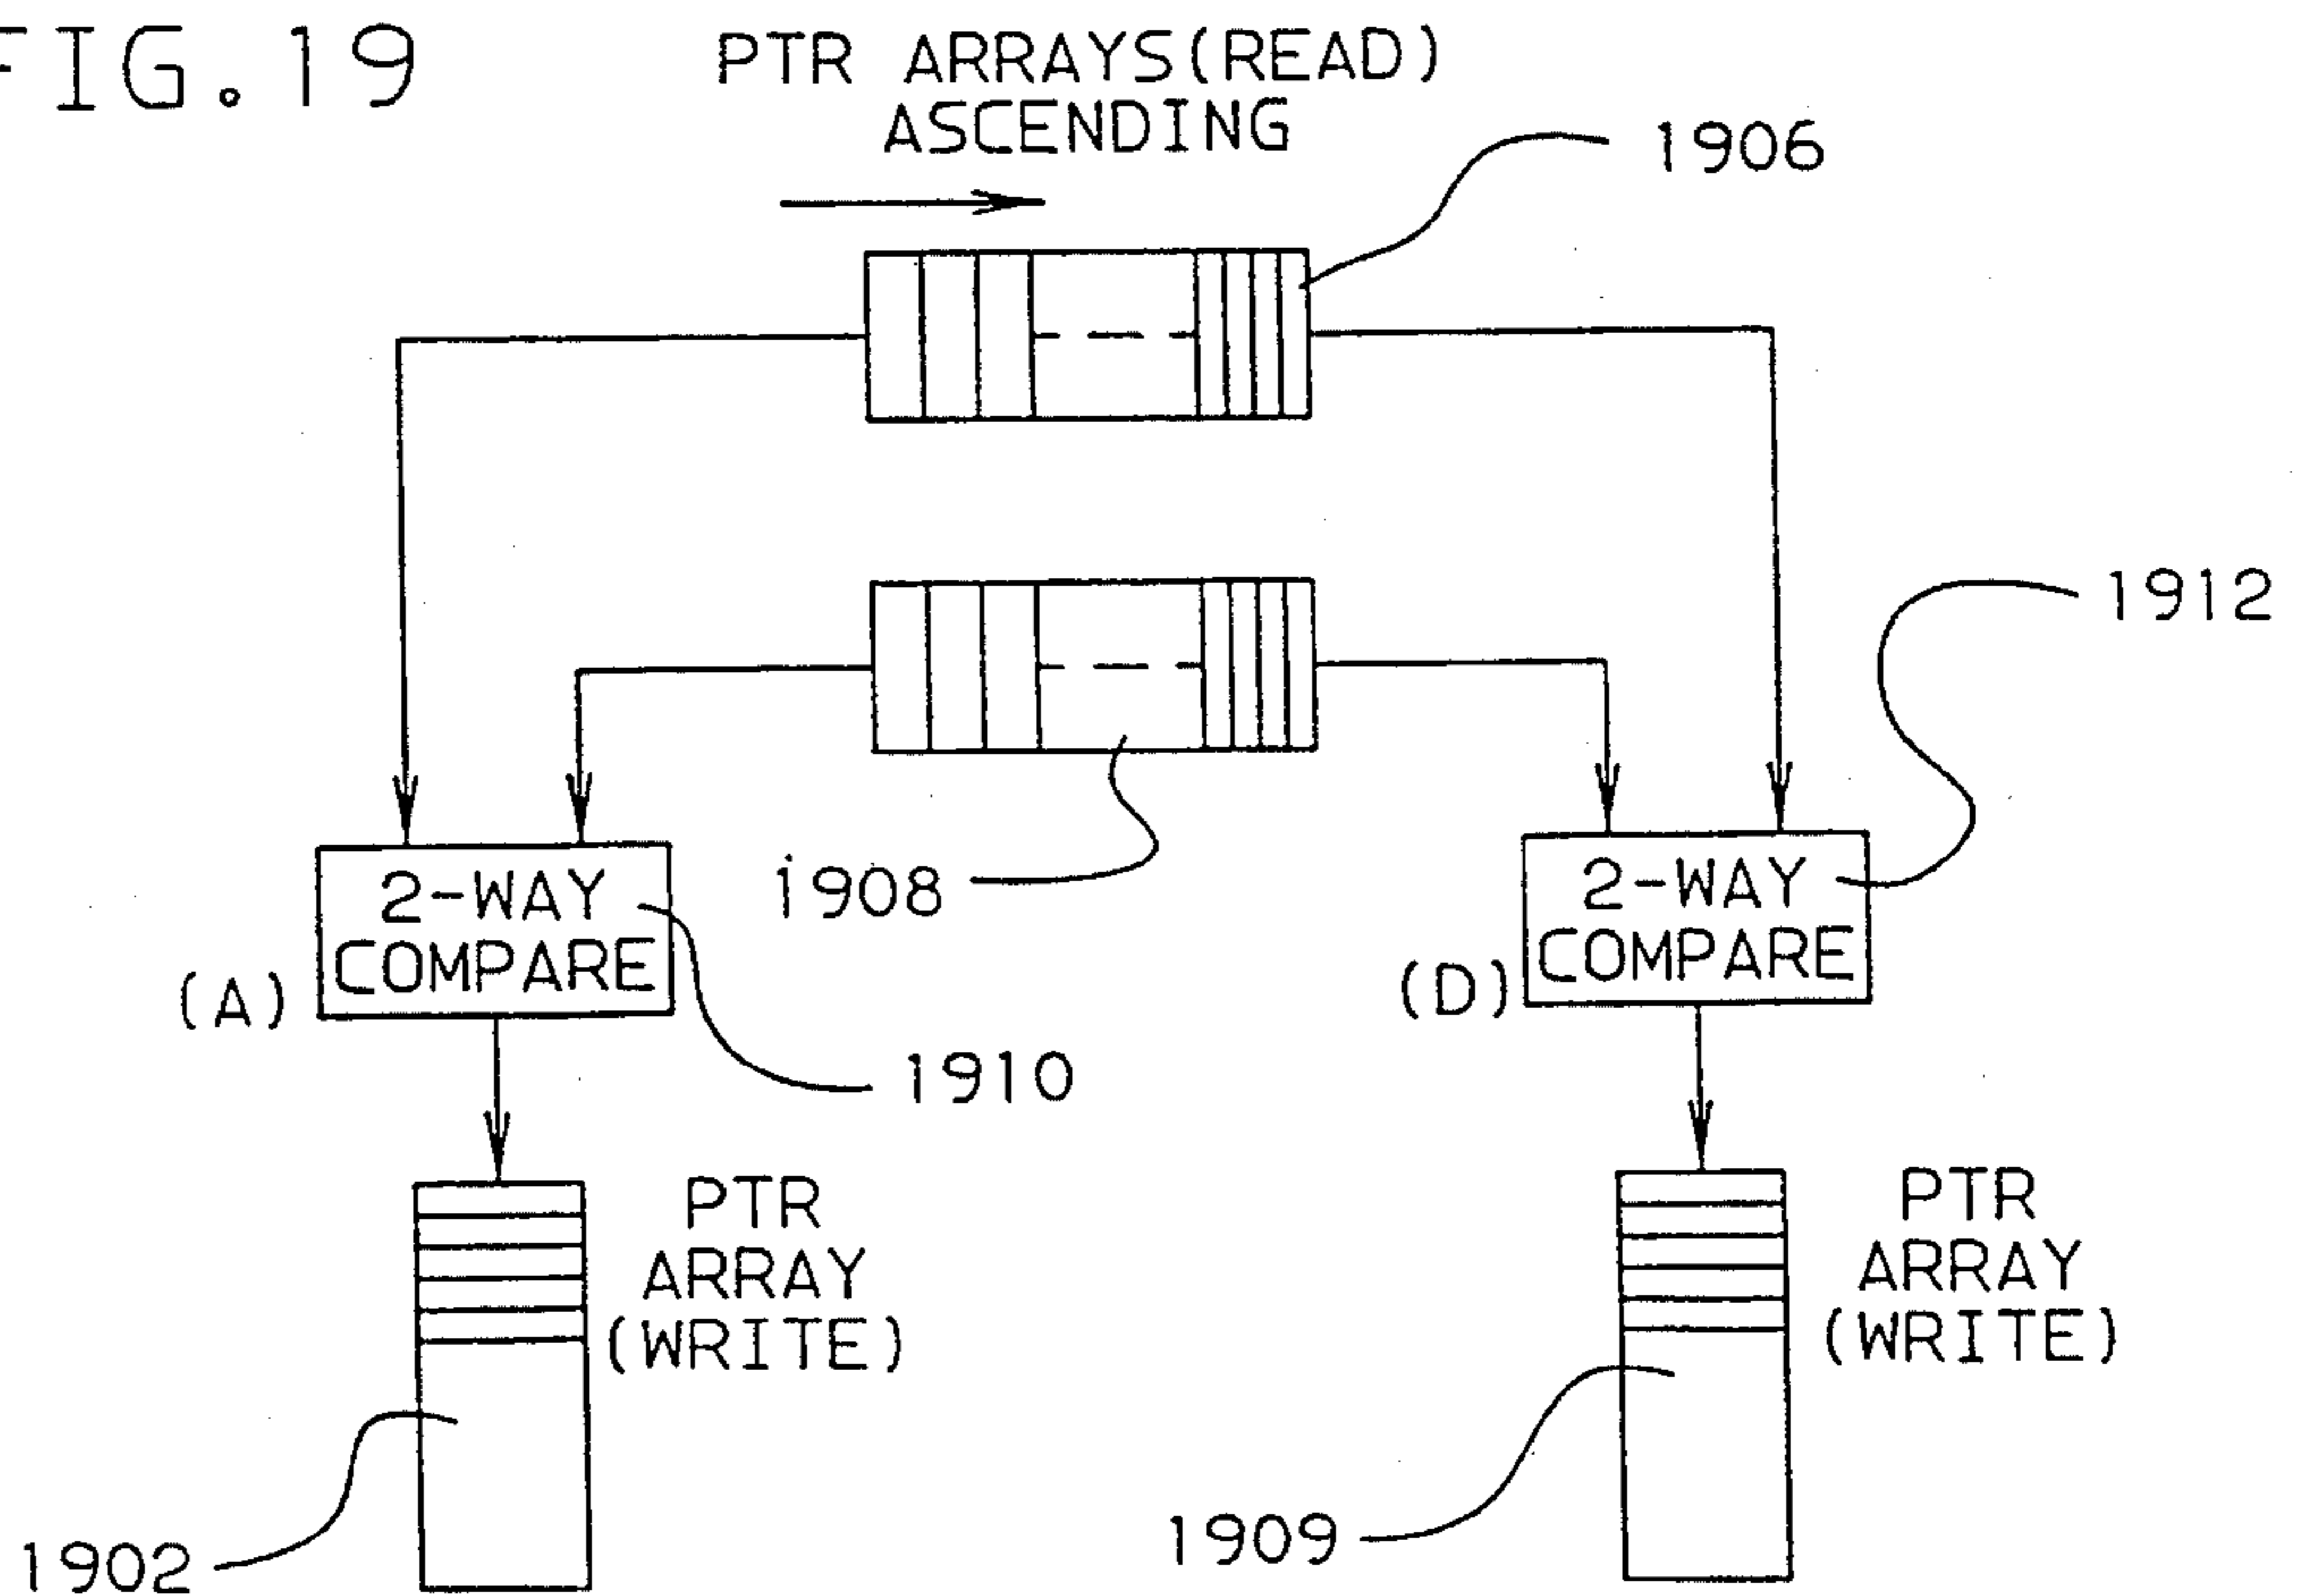 FIG.19
PTR ARRAYS(READ)
ASCENDING
1906
1912
1908
2-WAY
COMPARE
(A)
2-WAY
COMPARE
(D)
1910
PTR
ARRAY
(WRITE)
PTR
ARRAY
(WRITE)
1902
1909